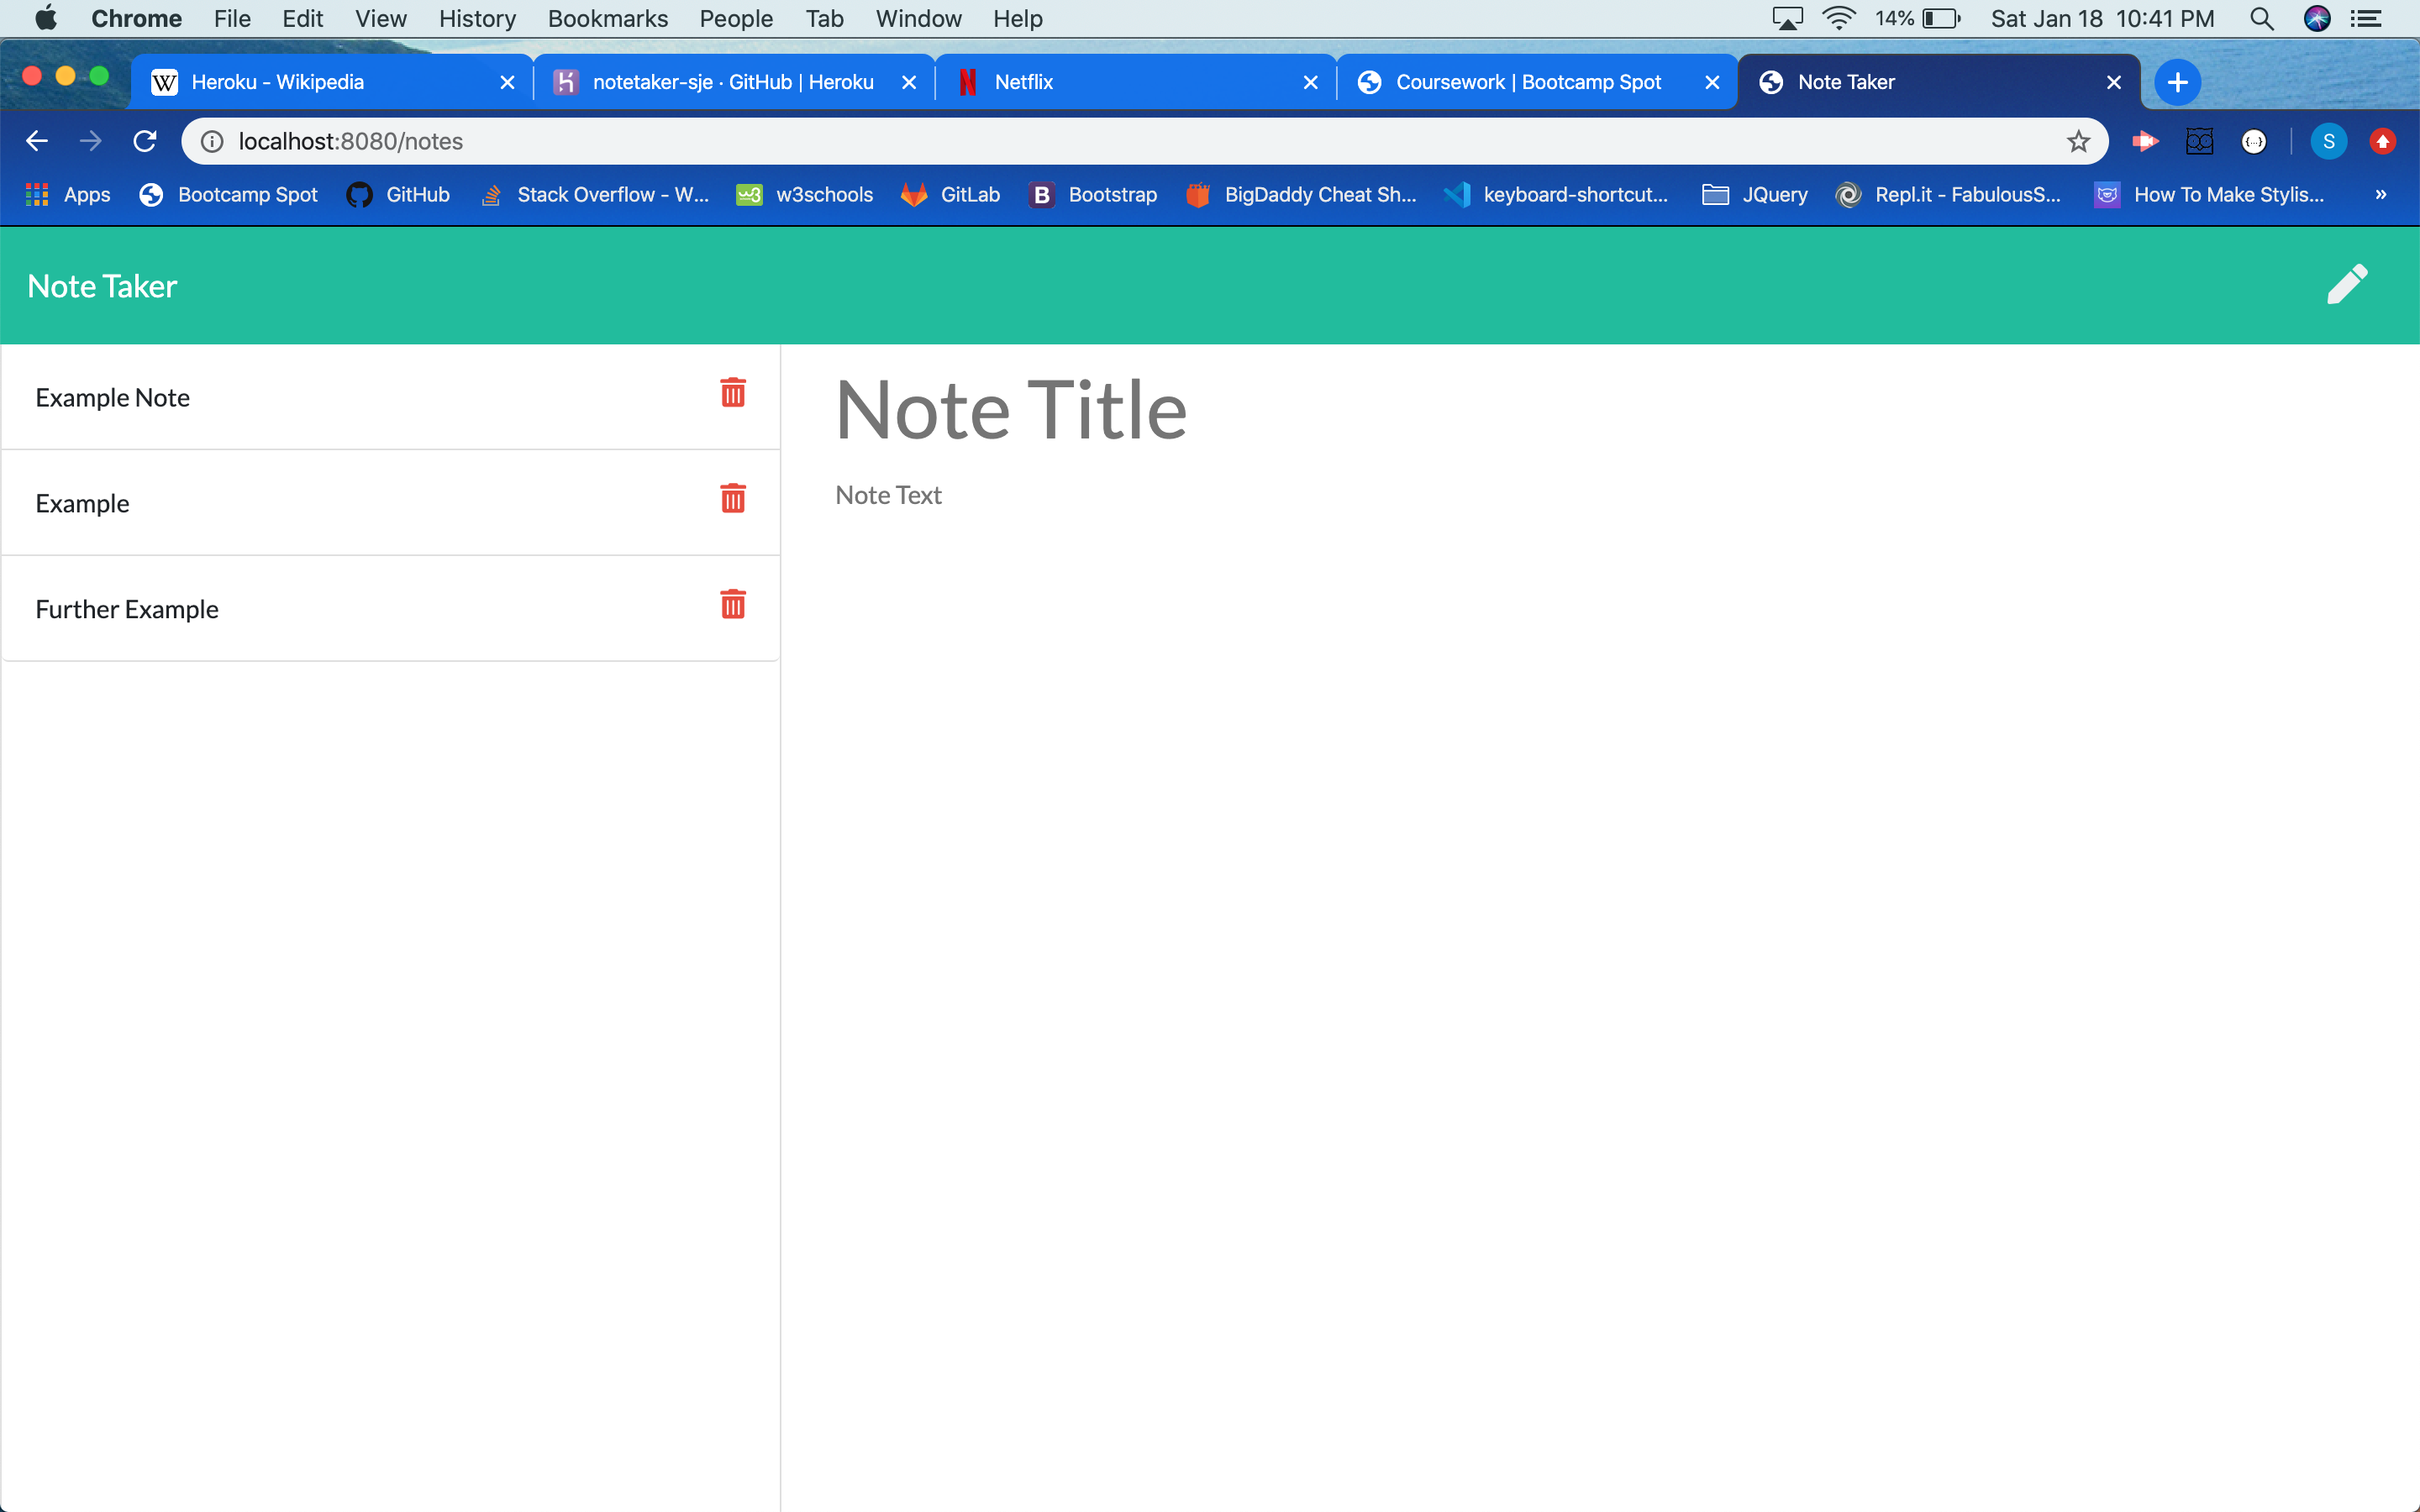 Chrome File Edit View History Bookmarks People Tab Window Help 14% Sat Jan 18 10:41 PM
W Heroku - Wikipedia notetaker-sje · GitHub | Heroku Netflix Coursework | Bootcamp Spot Note Taker
localhost:8080/notes S
Apps Bootcamp Spot GitHub Stack Overflow - W... w3 w3schools GitLab B Bootstrap BigDaddy Cheat Sh... keyboard-shortcut... JQuery Repl.it - FabulousS... How To Make Stylis... »
Note Taker
Example Note
Example
Further Example
Note Title
Note Text